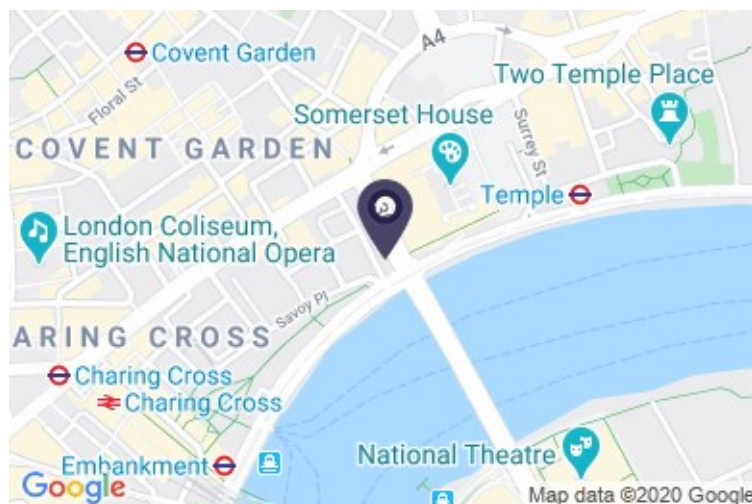 Covent Garden
A4
Floral St
Two Temple Place
Somerset House
Surrey St
COVENT GARDEN
Temple
London Coliseum,
English National Opera
Savoy Pl
ARING CROSS
Charing Cross
Charing Cross
National Theatre
Embankment
Google
Map data ©2020 Google